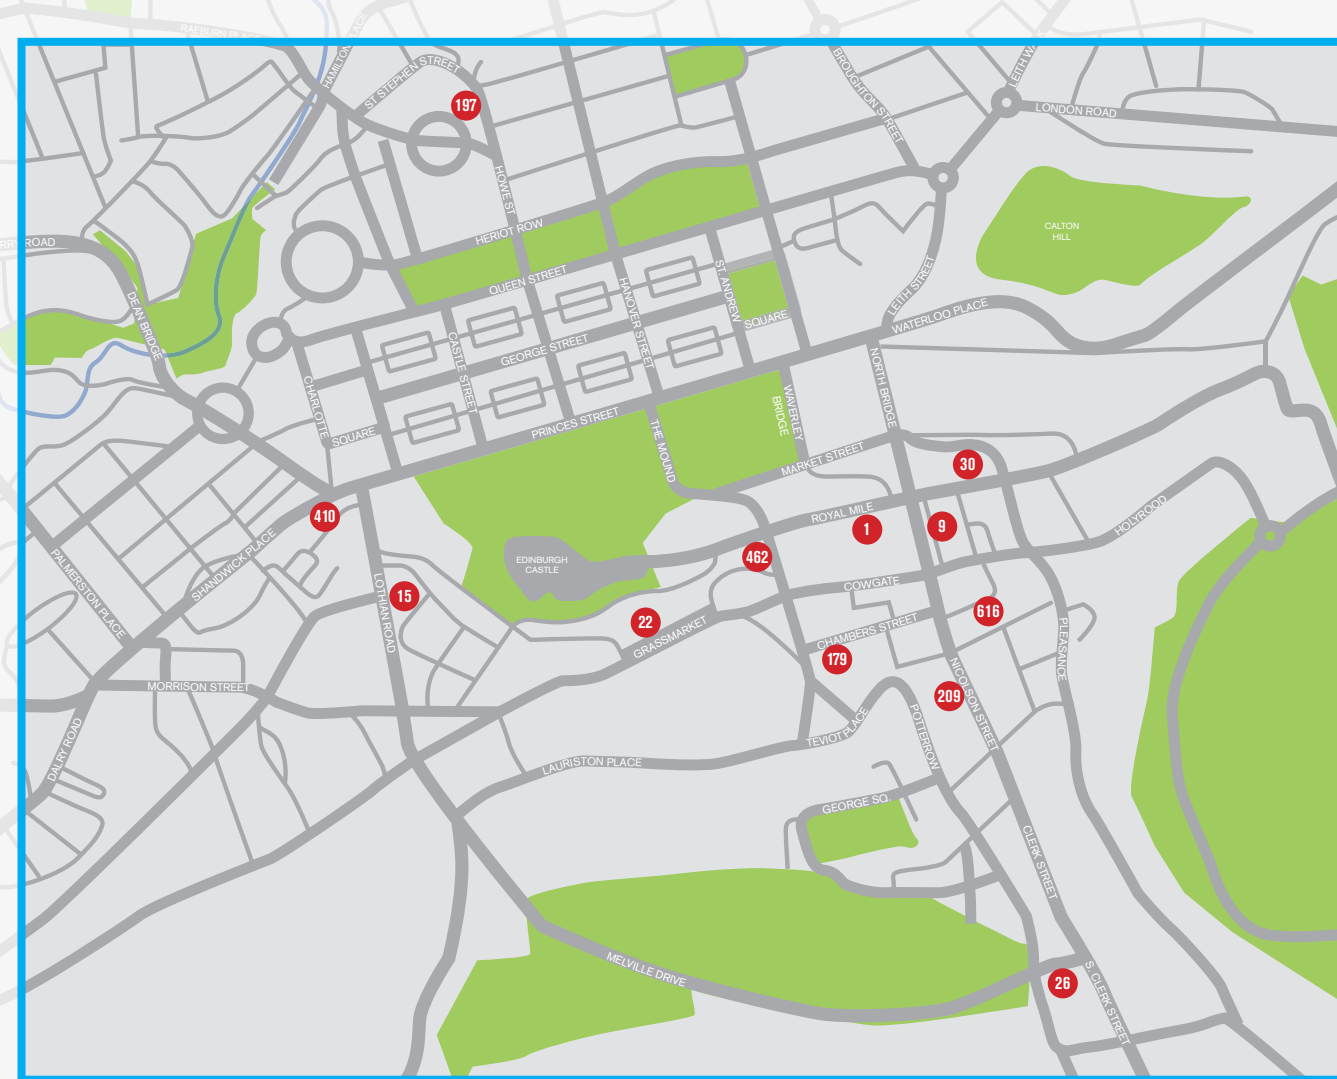 RAEBURN PLACE
HAMILTON PLACE
ST STEPHEN STREET
197
BROUGHTON STREET
LEITH WALK
LONDON ROAD
HOWE ST
HERIOT ROW
CALTON
HILL
RRY ROAD
QUEEN STREET
DEAN BRIDGE
HANOVER STREET
ST. ANDREW
SQUARE
LEITH STREET
WATERLOO PLACE
CASTLE STREET
GEORGE STREET
CHARLOTTE
SQUARE
PRINCES STREET
THE MOUND
WAVERLEY
BRIDGE
NORTH BRIDGE
MARKET STREET
30
410
ROYAL MILE
1
9
HOLYROOD
EDINBURGH
CASTLE
462
SHANDWICK PLACE
PALMERSTON PLACE
LOTHIAN ROAD
15
COWGATE
616
22
GRASSMARKET
CHAMBERS STREET
179
PLEASANCE
MORRISON STREET
NICOLSON STREET
209
DALRY ROAD
TEVIOT PLACE
POTTERROW
LAURISTON PLACE
GEORGE SQ.
CLERK STREET
MELVILLE DRIVE
26
S. CLERK STREET